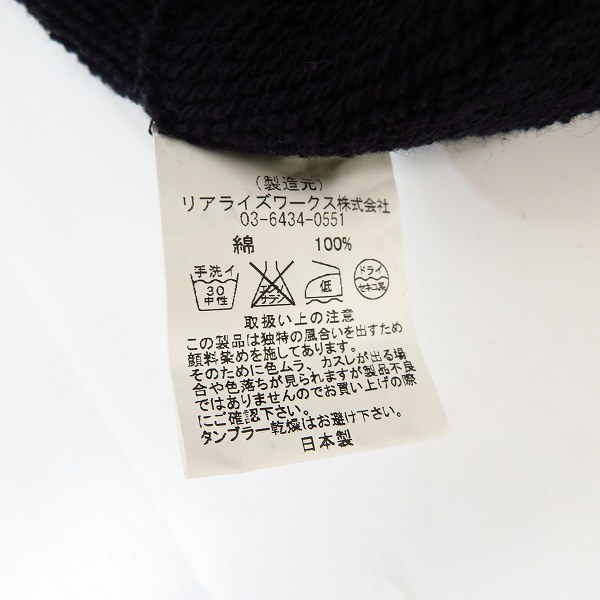 (製造元)
リアライズワークス株式会社
03-6434-0551
綿 100%
手洗イ
30
中性
エンソ
サラシ
低
ドライ
セキユ系
取扱い上の注意
この製品は独特の風合いを出すため
顔料染めを施してあります。
そのために色ムラ、カスレが出る場
合や色落ちが見られますが製品不良
ではありませんのでお買い上げの際
にご確認下さい。
タンブラー乾燥はお避け下さい。
日本製